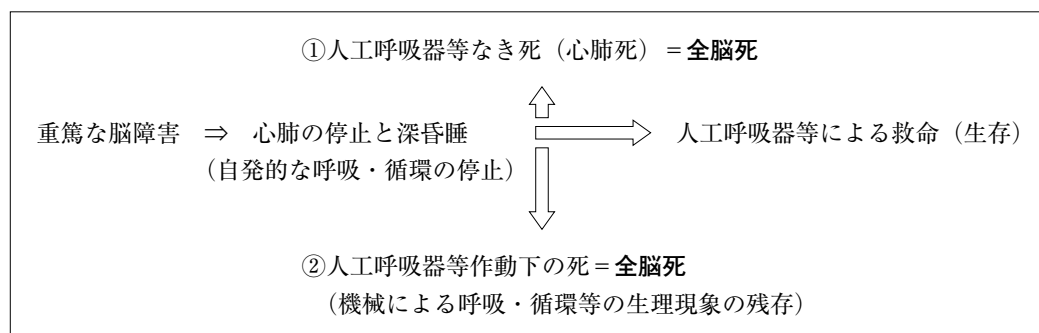 ①人工呼吸器等なき死（心肺死）＝全脳死
重篤な脳障害 ⇒ 心肺の停止と深昏睡 人工呼吸器等による救命（生存）
（自発的な呼吸・循環の停止）
②人工呼吸器等作動下の死＝全脳死
（機械による呼吸・循環等の生理現象の残存）